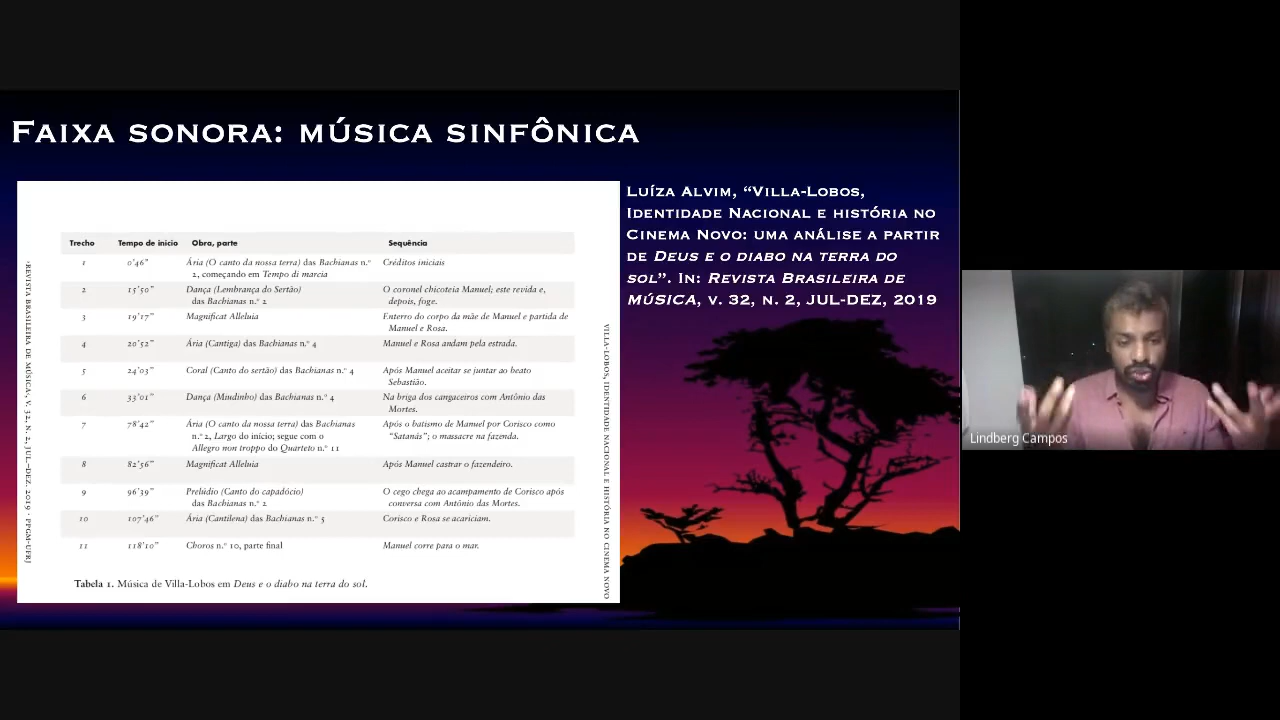 Faixa sonora: música sinfônica
Luíza Alvim, “Villa-Lobos,
Identidade Nacional e história no
Cinema Novo: uma análise a partir
de Deus e o diabo na terra do
sol”. In: Revista Brasileira de
música, v. 32, n. 2, jul-dez, 2019
Trecho Tempo de início Obra, parte Sequência
1 0’46” Ária (O canto da nossa terra) das Bachianas n.º Créditos iniciais
2, começando em Tempo di marcia
2 15’50” Dança (Lembrança do Sertão) O coronel chicoteia Manuel; este revida e,
das Bachianas n.º 2 depois, foge.
3 19’17” Magnificat Alleluia Enterro do corpo da mãe de Manuel e partida de
Manuel e Rosa.
4 20’52” Ária (Cantiga) das Bachianas n.º 4 Manuel e Rosa andam pela estrada.
5 24’03” Coral (Canto do sertão) das Bachianas n.º 4 Após Manuel aceitar se juntar ao beato
Sebastião.
6 33’01” Dança (Miudinho) das Bachianas n.º 4 Na briga dos cangaceiros com Antônio das
Mortes.
7 78’42” Ária (O canto da nossa terra) das Bachianas Após o batismo de Manuel por Corisco como
n.º 2, Largo do início; segue com o “Satanás”; o massacre na fazenda.
Allegro non troppo do Quarteto n.º 11
8 82’56” Magnificat Alleluia Após Manuel castrar o fazendeiro.
9 96’39” Prelúdio (Canto do capadócio) O cego chega ao acampamento de Corisco após
das Bachianas n.º 2 conversa com Antônio das Mortes.
10 107’46” Ária (Cantilena) das Bachianas n.º 5 Corisco e Rosa se acariciam.
11 118’10” Choros n.º 10, parte final Manuel corre para o mar.
Tabela 1. Música de Villa-Lobos em Deus e o diabo na terra do sol.
REVISTA BRASILEIRA DE MÚSICA, V. 32, N. 2, JUL–DEZ. 2019 • PPGM-UFRJ
VILLA-LOBOS, IDENTIDADE NACIONAL E HISTÓRIA NO CINEMA NOVO
Lindberg Campos